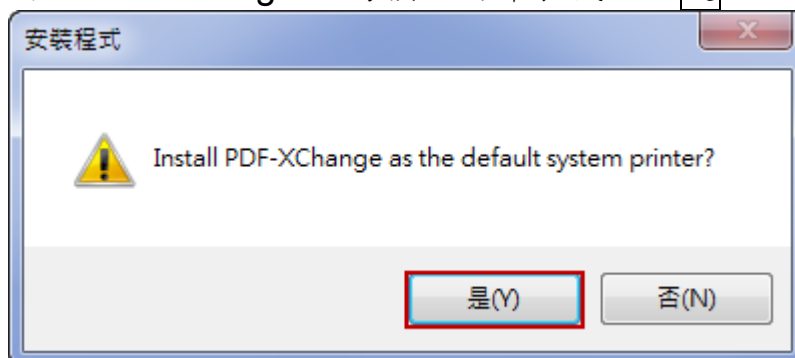 安裝程式
Install PDF-XChange as the default system printer?
是(Y)
否(N)